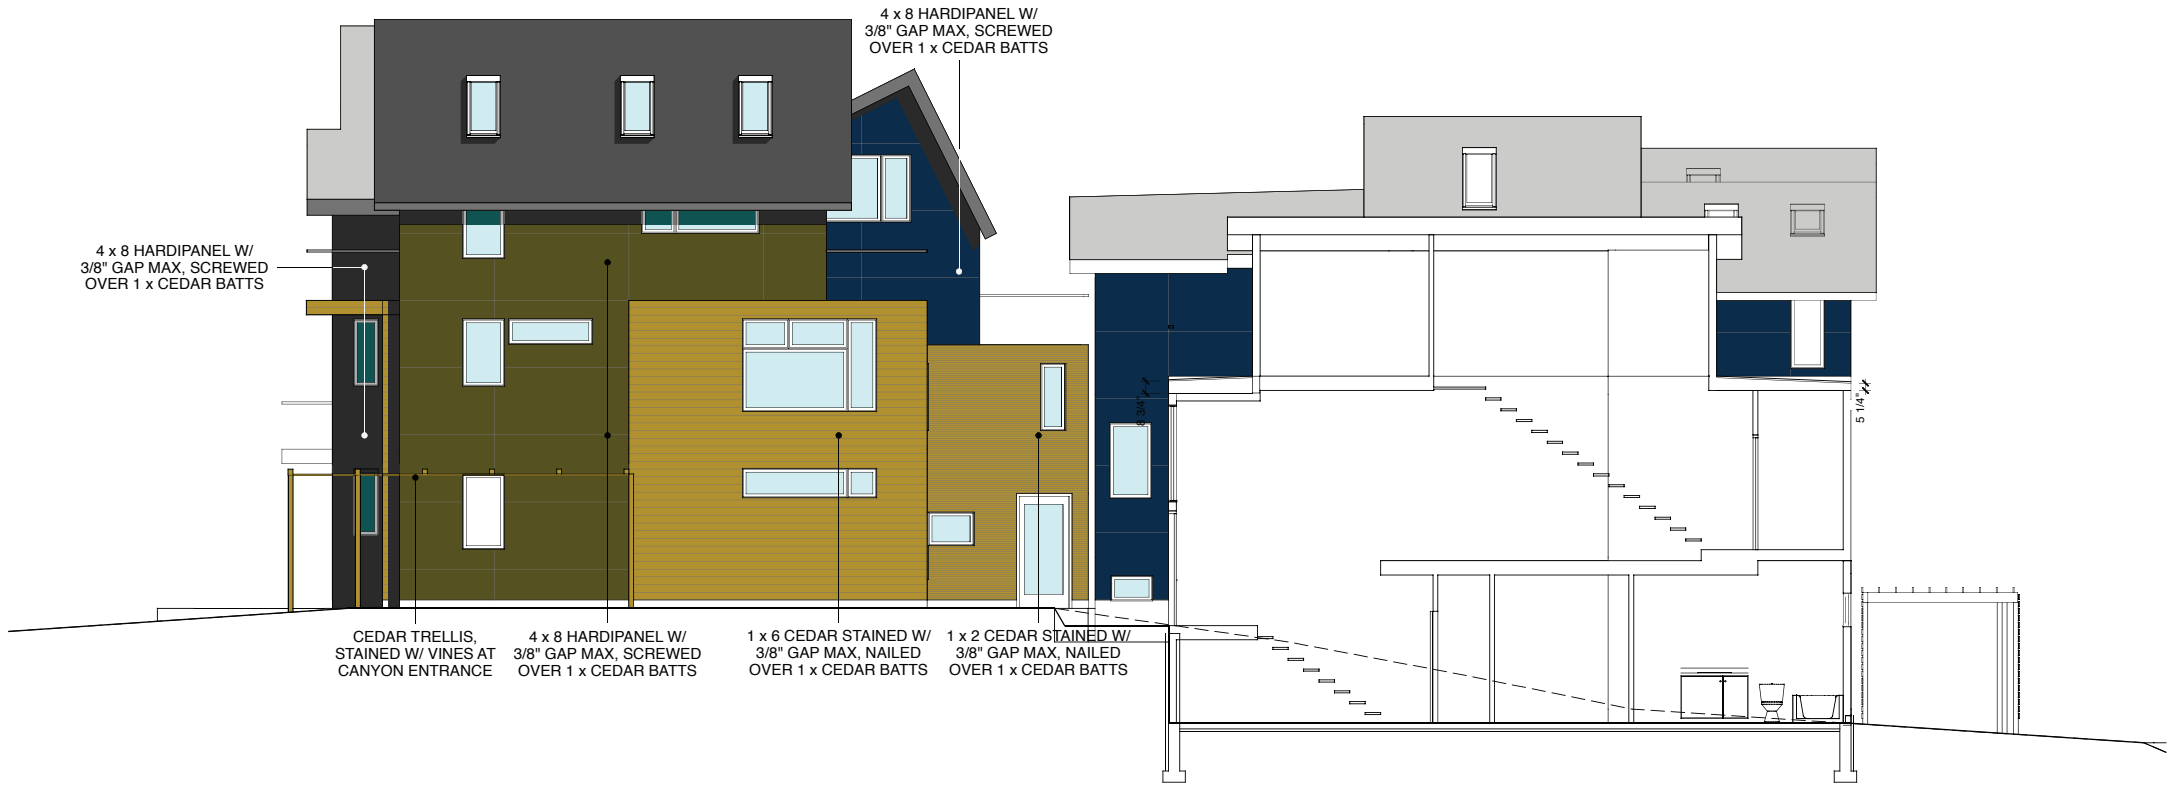 4 x 8 HARDIPANEL W/
3/8" GAP MAX, SCREWED
OVER 1 x CEDAR BATTS
4 x 8 HARDIPANEL W/
3/8" GAP MAX, SCREWED
OVER 1 x CEDAR BATTS
8 3/4"
5 1/4"
CEDAR TRELLIS,
STAINED W/ VINES AT
CANYON ENTRANCE
4 x 8 HARDIPANEL W/
3/8" GAP MAX, SCREWED
OVER 1 x CEDAR BATTS
1 x 6 CEDAR STAINED W/
3/8" GAP MAX, NAILED
OVER 1 x CEDAR BATTS
1 x 2 CEDAR STAINED W/
3/8" GAP MAX, NAILED
OVER 1 x CEDAR BATTS